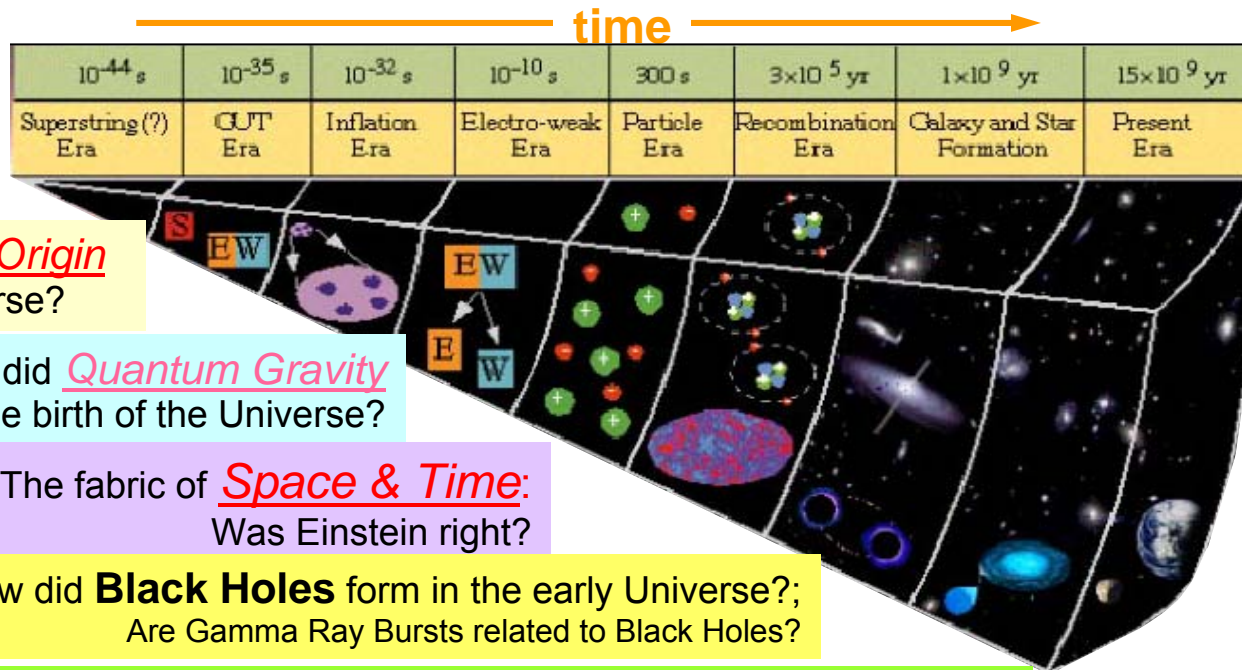 time
10⁻⁴⁴ s 10⁻³⁵ s 10⁻³² s 10⁻¹⁰ s 300 s 3×10⁵ yr 1×10⁹ yr 15×10⁹ yr
Superstring (?) GUT Inflation Electro-weak Particle Recombination Galaxy and Star Present
Era Era Era Era Era Era Formation Era
S
E W
E W
E
W
+
+
+
+
+
+
Origin
rse?
did Quantum Gravity
e birth of the Universe?
The fabric of Space & Time:
Was Einstein right?
w did Black Holes form in the early Universe?;
Are Gamma Ray Bursts related to Black Holes?